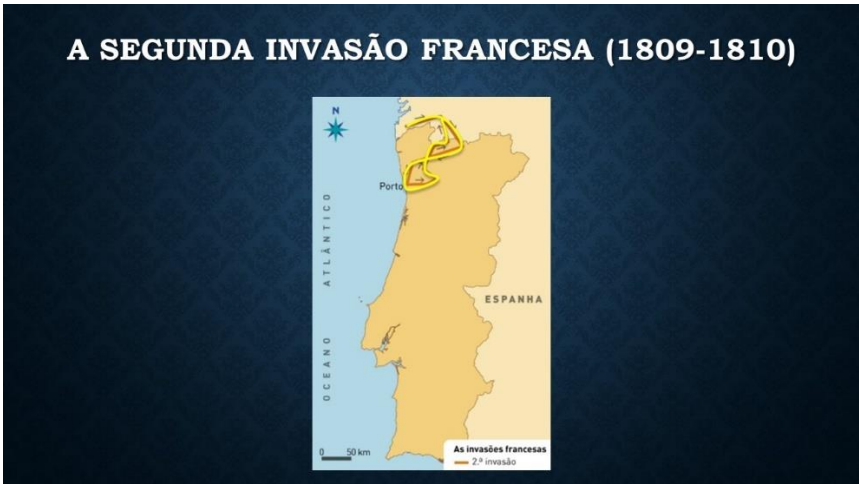 A SEGUNDA INVASÃO FRANCESA (1809-1810)
N
Porto
OCEANO ATLÂNTICO
ESPANHA
0 50 km
As invasões francesas
2.ª invasão